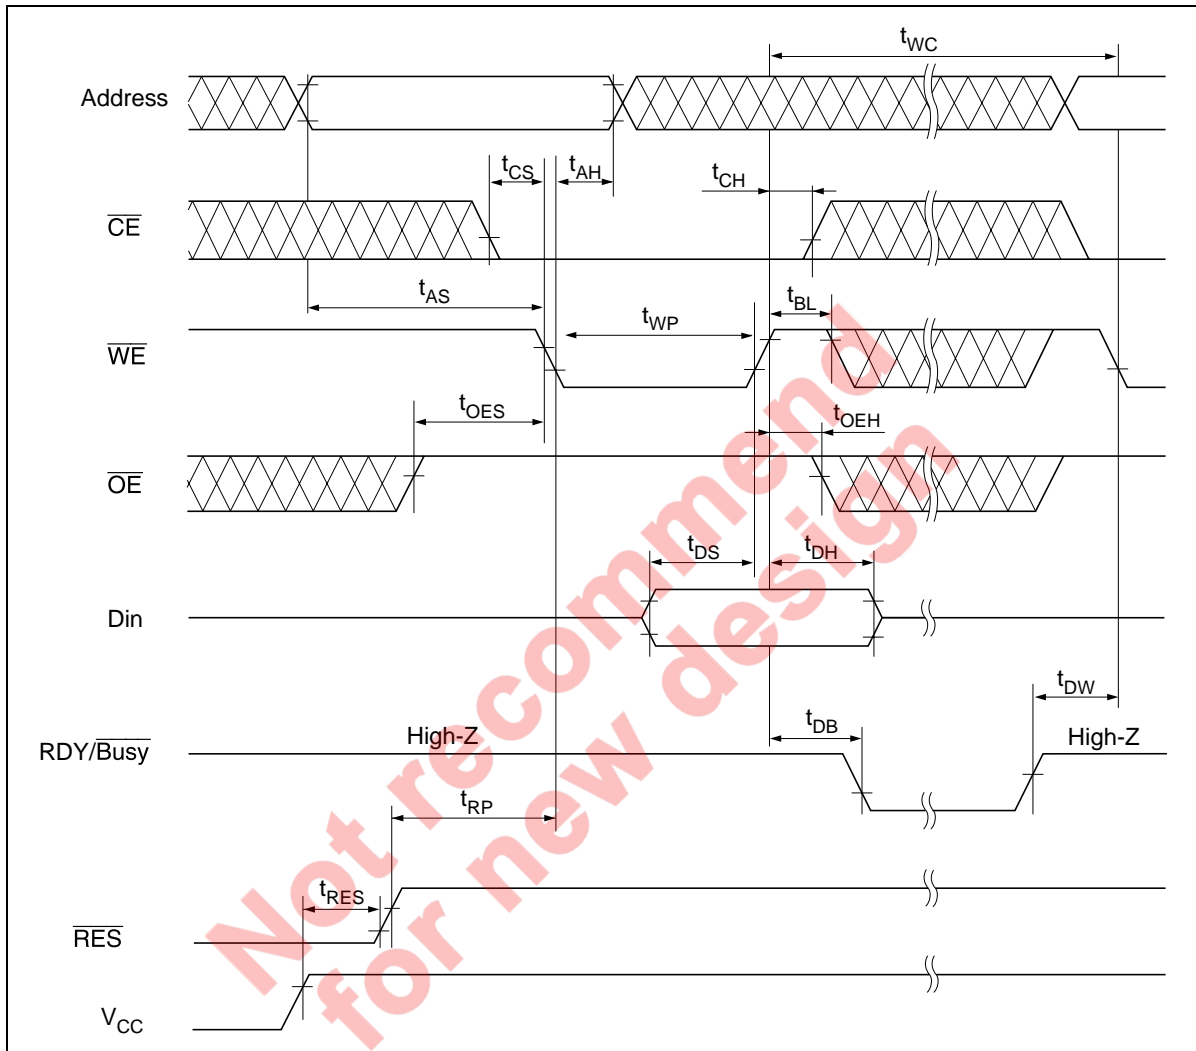 tWC
Address
tCS
tAH
tCH
CE
tAS
tWP
tBL
WE
tOES
tOEH
OE
tDS
tDH
Din
tDW
tDB
High-Z
High-Z
RDY/Busy
tRP
tRES
RES
VCC
Not recommend
for new design